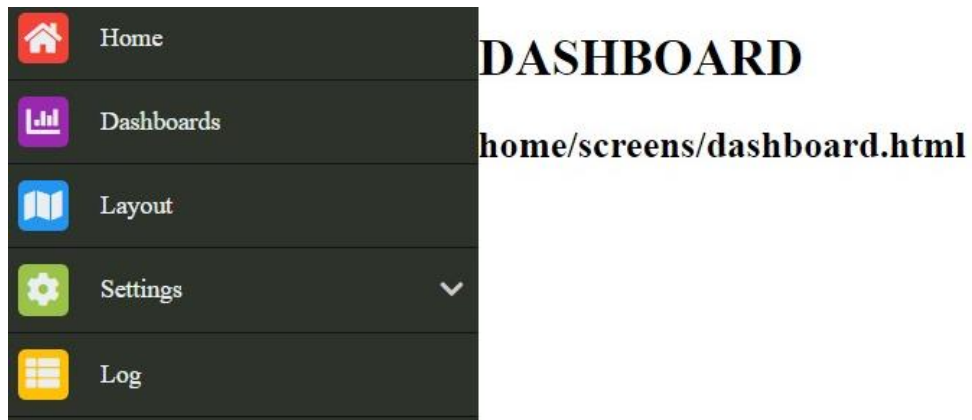 Home
Dashboards
Layout
Settings
Log
DASHBOARD
home/screens/dashboard.html